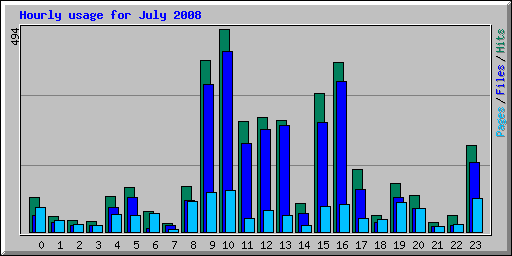 Hourly usage for July 2008
494
Pages / Files / Hits
0 1 2 3 4 5 6 7 8 9 10 11 12 13 14 15 16 17 18 19 20 21 22 23